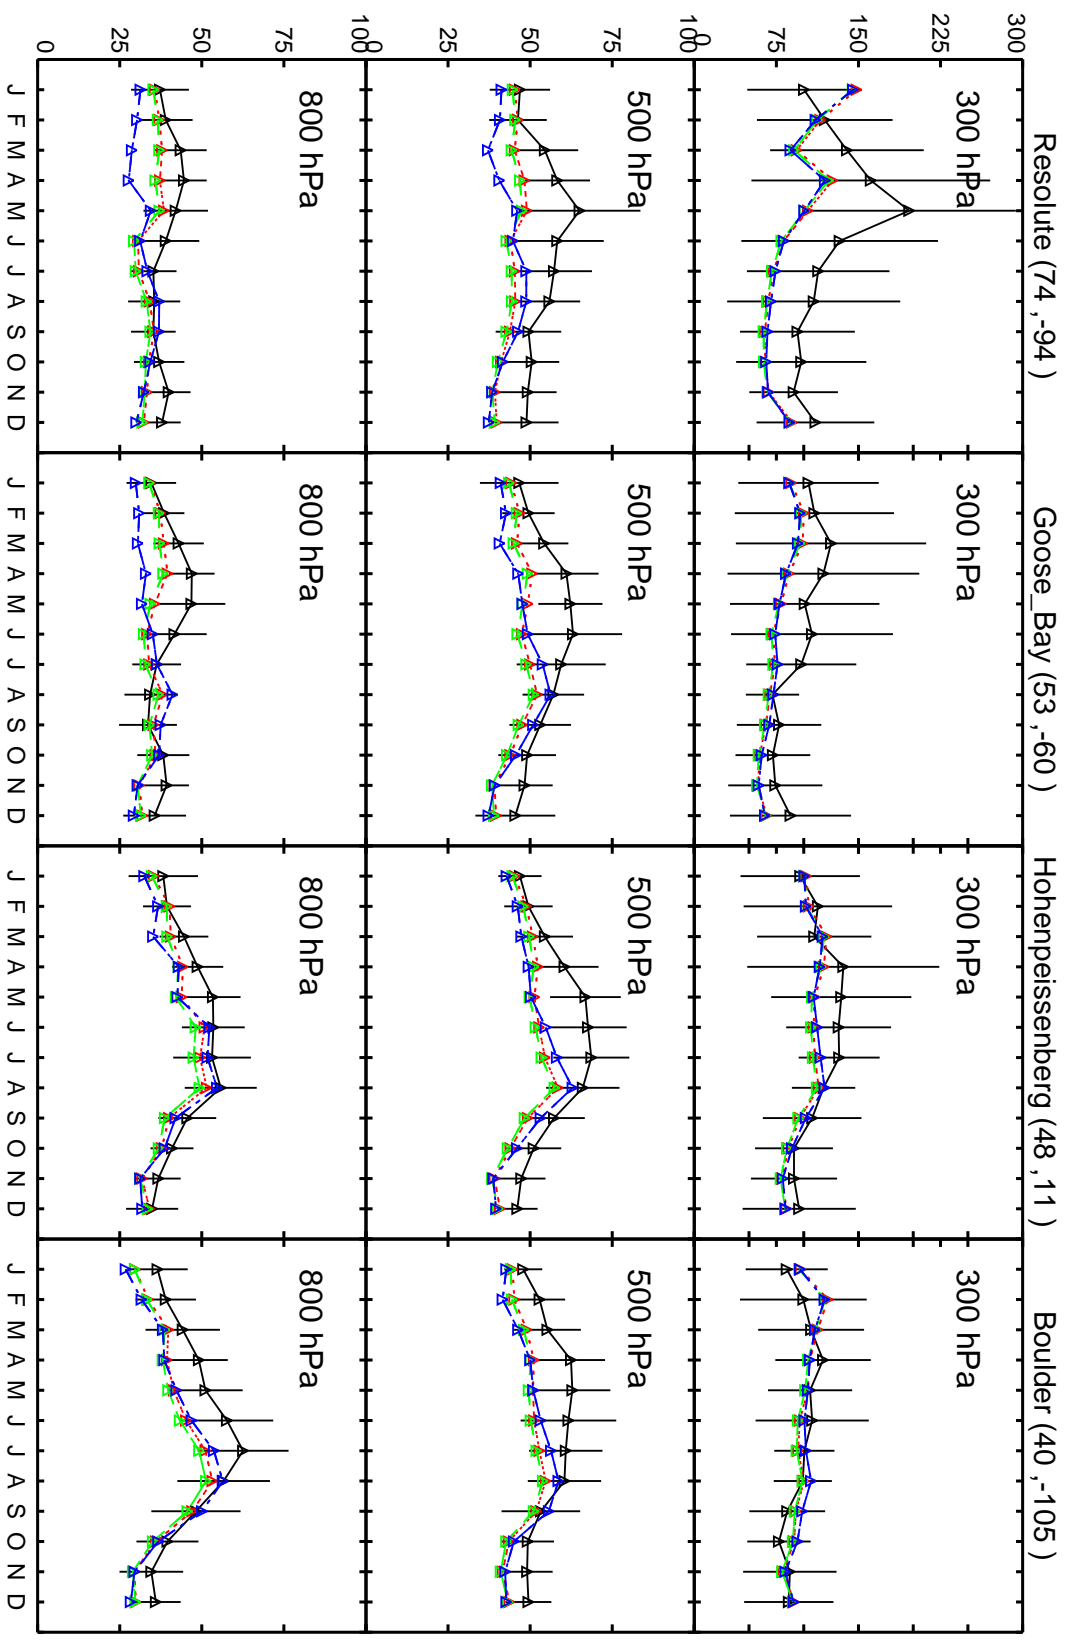 Resolute (74 ,-94 )
Goose_Bay (53 ,-60 )
Hohenpeissenberg (48 , 11 )
Boulder (40 ,-105 )
300
225
150
75
0
300 hPa
300 hPa
300 hPa
300 hPa
100
75
50
25
0
500 hPa
500 hPa
500 hPa
500 hPa
100
75
50
25
0
800 hPa
800 hPa
800 hPa
800 hPa
J F M A M J J A S O N D
J F M A M J J A S O N D
J F M A M J J A S O N D
J F M A M J J A S O N D